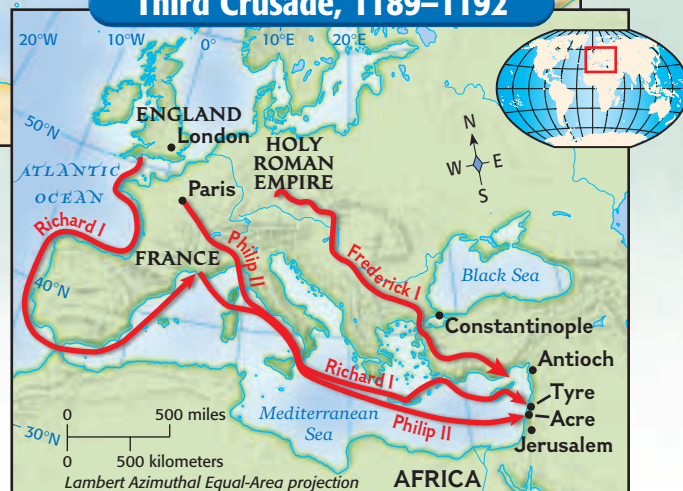 Third Crusade, 1189–1192
20°W
10°W
0°
10°E
20°E
50°N
ENGLAND
London
HOLY
ROMAN
EMPIRE
N
W
E
S
ATLANTIC
OCEAN
Paris
Richard I
FRANCE
Philip II
Frederick I
Black Sea
40°N
Constantinople
Antioch
Richard I
Tyre
Acre
Philip II
Jerusalem
Mediterranean
Sea
0 500 miles
0 500 kilometers
30°N
Lambert Azimuthal Equal-Area projection
AFRICA